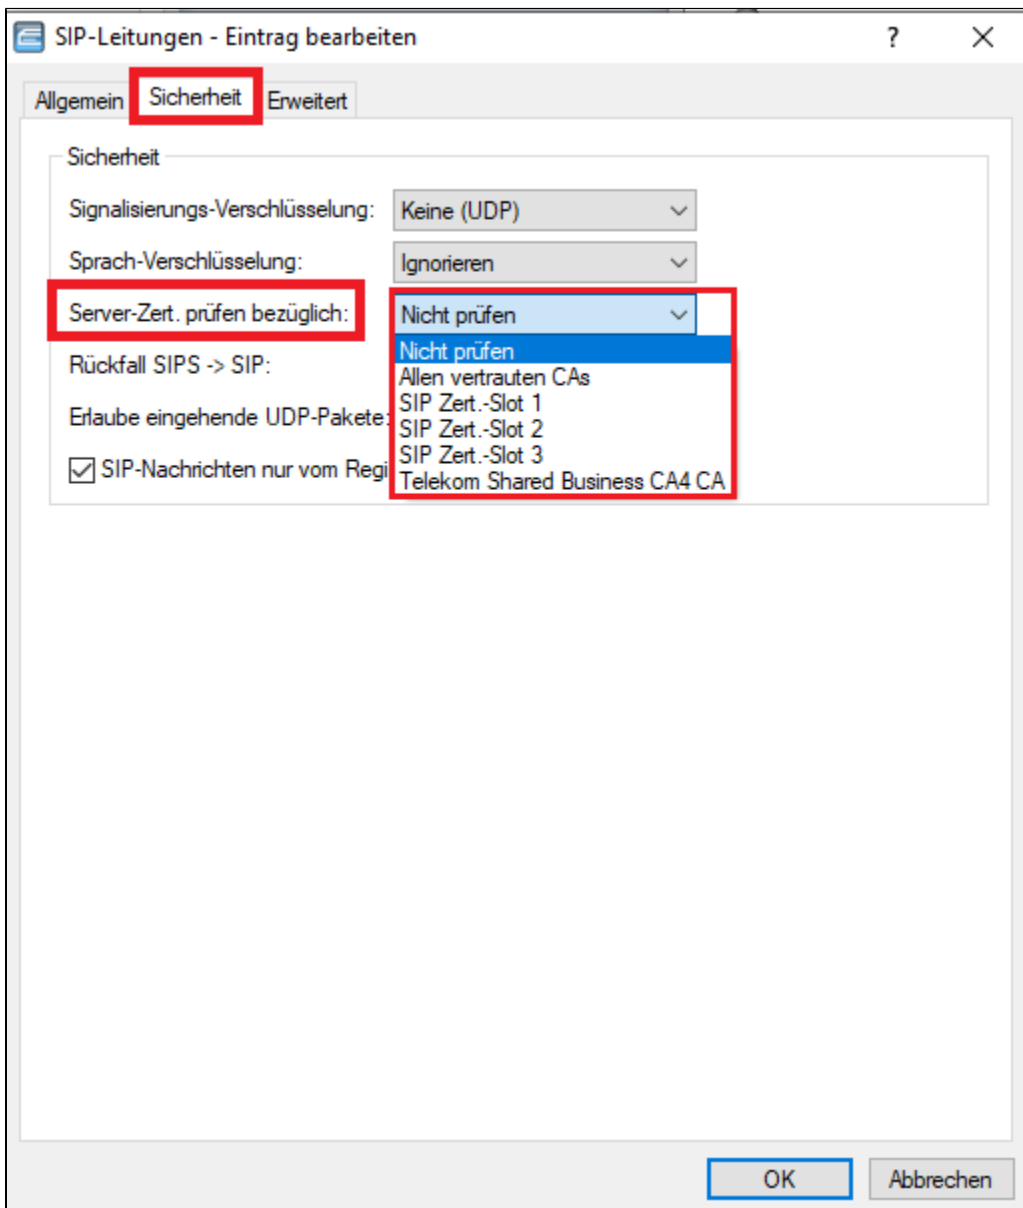 SIP-Leitungen - Eintrag bearbeiten ?
Allgemein Sicherheit Erweitert
Sicherheit
Signalisierungs-Verschlüsselung: Keine (UDP)
Sprach-Verschlüsselung: Ignorieren
Server-Zert. prüfen bezüglich: Nicht prüfen
Nicht prüfen
Rückfall SIPS -> SIP:
Allen vertrauten CAs
SIP Zert.-Slot 1
Erlaube eingehende UDP-Pakete:
SIP Zert.-Slot 2
SIP Zert.-Slot 3
SIP-Nachrichten nur vom Regi
Telekom Shared Business CA4 CA
OK Abbrechen